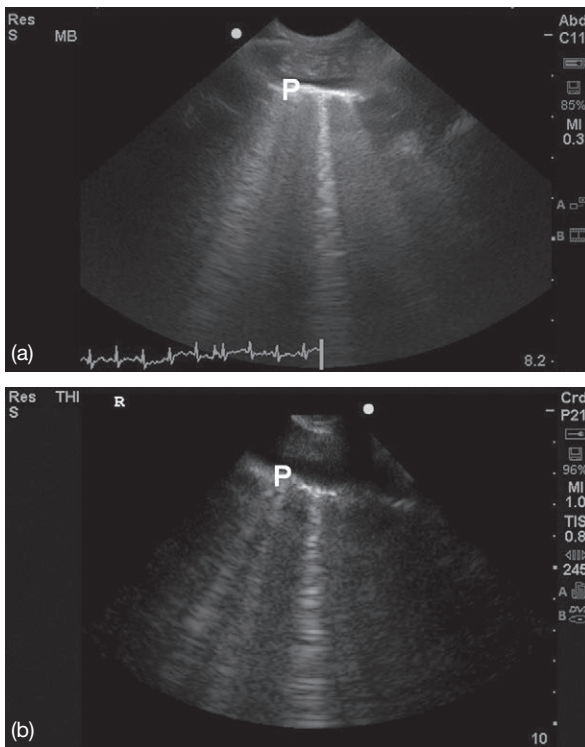 Res
S
MB
Abd
C11
P
85%
MI
0.3
A
B
(a)
8.2
Res
S
THI
R
Crd
P21
P
96%
MI
1.0
TIS
0.8
245
A
B
(b)
10